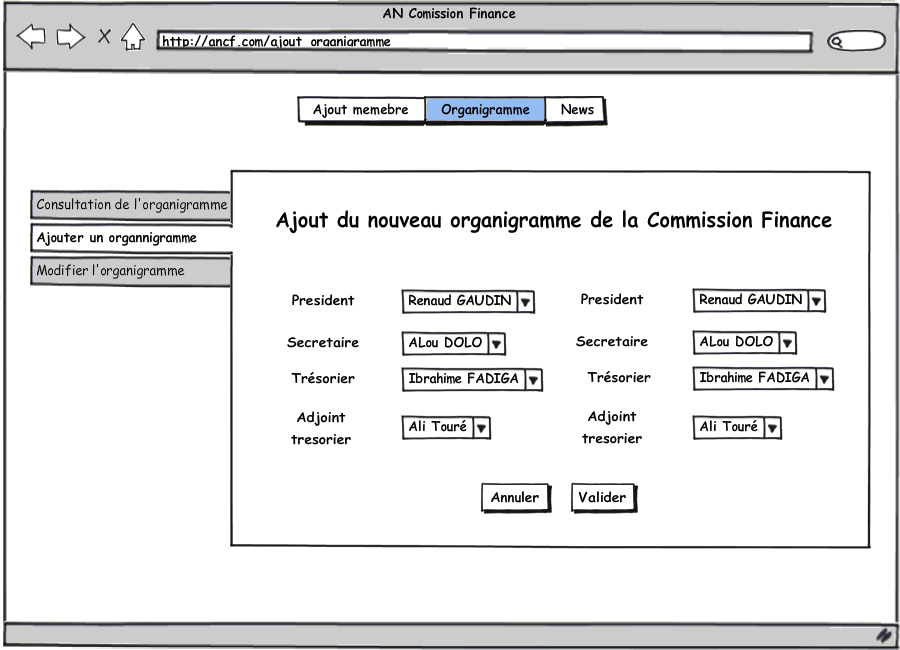 AN Comission Finance
http://ancf.com/ajout_organigramme
Ajout memebre Organigramme News
Consultation de l'organigramme
Ajouter un organnigramme
Modifier l'organigramme
Ajout du nouveau organigramme de la Commission Finance
President Renaud GAUDIN President Renaud GAUDIN
Secretaire ALou DOLO Secretaire ALou DOLO
Trésorier Ibrahime FADIGA Trésorier Ibrahime FADIGA
Adjoint
tresorier Ali Touré Adjoint
tresorier Ali Touré
Annuler Valider